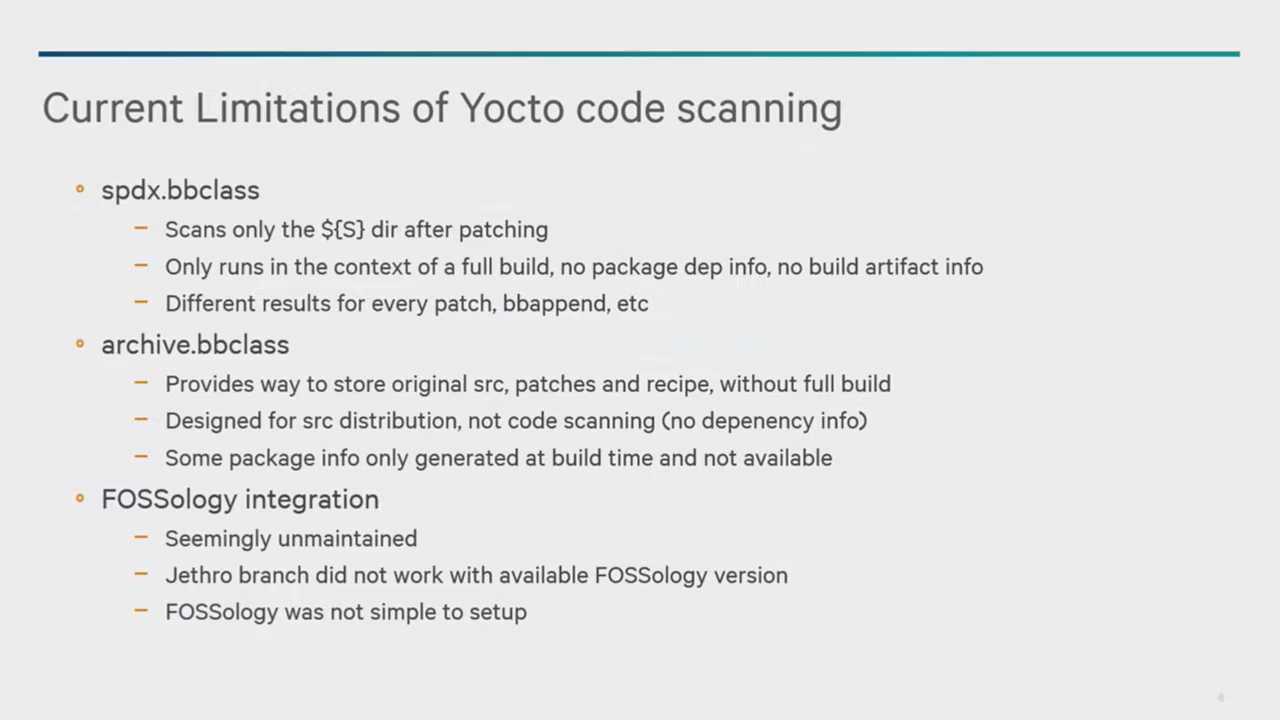 Current Limitations of Yocto code scanning
spdx.bbclass
Scans only the ${S} dir after patching
Only runs in the context of a full build, no package dep info, no build artifact info
Different results for every patch, bbappend, etc
archive.bbclass
Provides way to store original src, patches and recipe, without full build
Designed for src distribution, not code scanning (no depenency info)
Some package info only generated at build time and not available
FOSSology integration
Seemingly unmaintained
Jethro branch did not work with available FOSSology version
FOSSology was not simple to setup